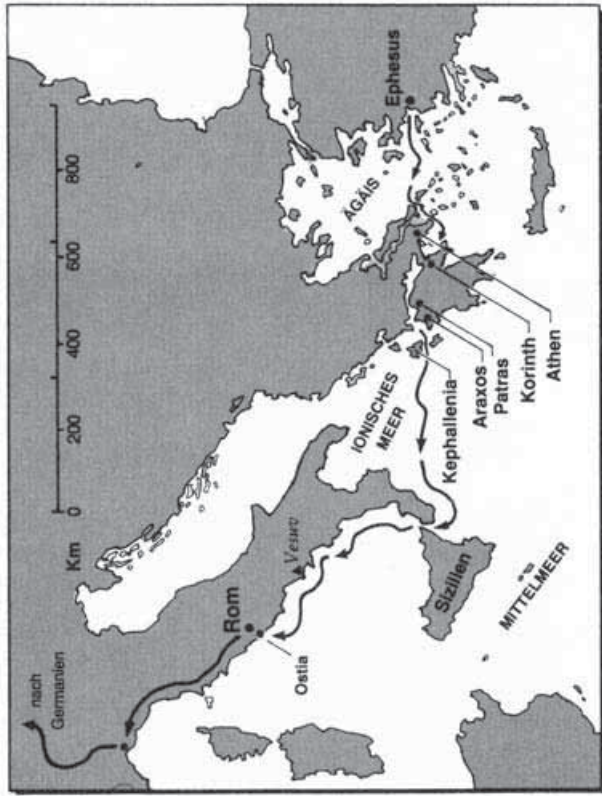 nach
Germanien
Km
0
200
400
600
800
Rom
Ostia
Vesuv
IONISCHES
MEER
ÄGÄIS
Ephesus
Sizilien
MITTELMEER
Kephallenia
Araxos
Patras
Korinth
Athen